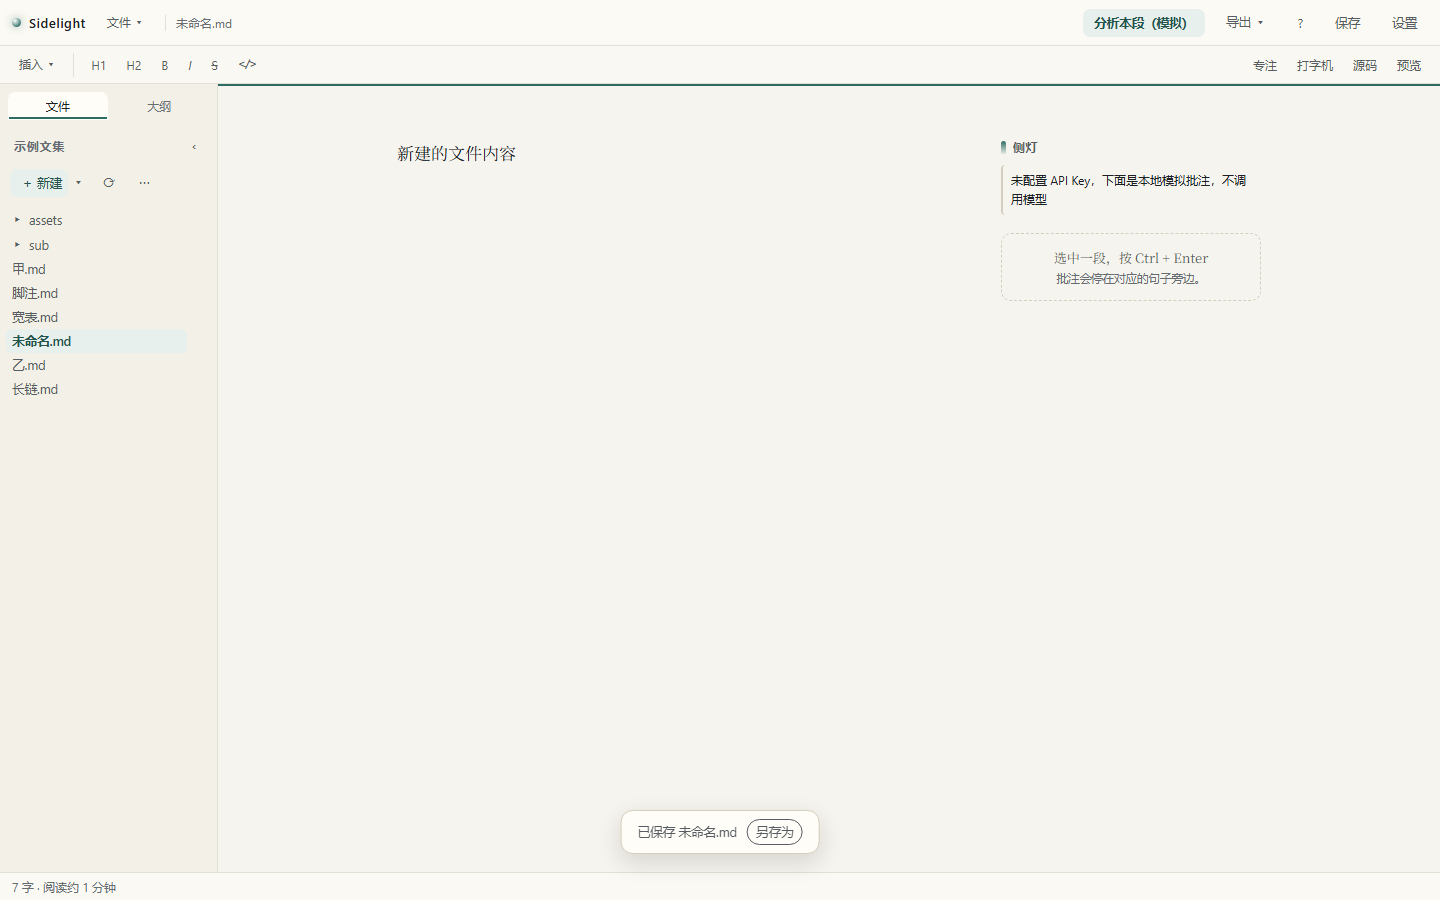 Sidelight 文件 未命名.md 分析本段（模拟） 导出 ? 保存 设置
插入 H1 H2 B I S </> 专注 打字机 源码 预览
文件 大纲
示例文集
+ 新建 ···
assets
sub
甲.md
脚注.md
宽表.md
未命名.md
乙.md
长链.md
新建的文件内容
侧灯
未配置 API Key，下面是本地模拟批注，不调
用模型
选中一段，按 Ctrl + Enter
批注会停在对应的句子旁边。
已保存 未命名.md 另存为
7 字 · 阅读约 1 分钟